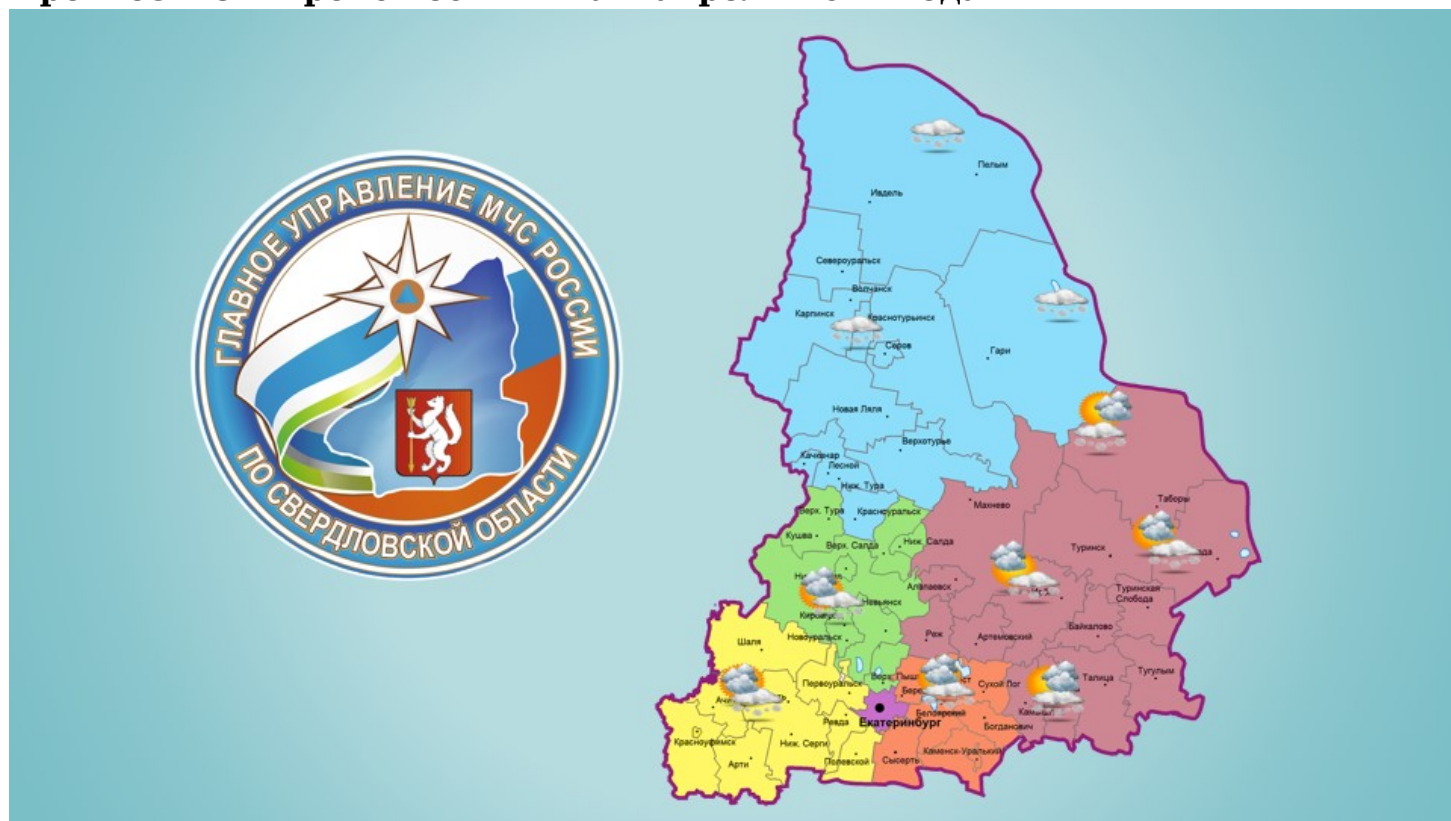 ГЛАВНОЕ УПРАВЛЕНИЕ МЧС РОССИИ
ПО СВЕРДЛОВСКОЙ ОБЛАСТИ
Пелым
Ивдель
Североуральск
Волчанск
Карпинск
Краснотурьинск
Серов
Гари
Новая Ляля
Верхотурье
Качканар
Лесной
Ниж. Тура
Махнево
Таборы
Верх. Тура
Красноуральск
Кушва
Верх. Салда
Ниж. Салда
Туринск
Алапаевск
Туринская
Слобода
Невьянск
Байкалово
Новоуральск
Реж
Артемовский
Шаля
Талица
Тугулым
Первоуральск
Сухой Лог
Ревда
Екатеринбург
Белоярский
Богданович
Красноуфимск
Ниж. Серги
Арти
Полевской
Сысерть
Каменск-Уралький